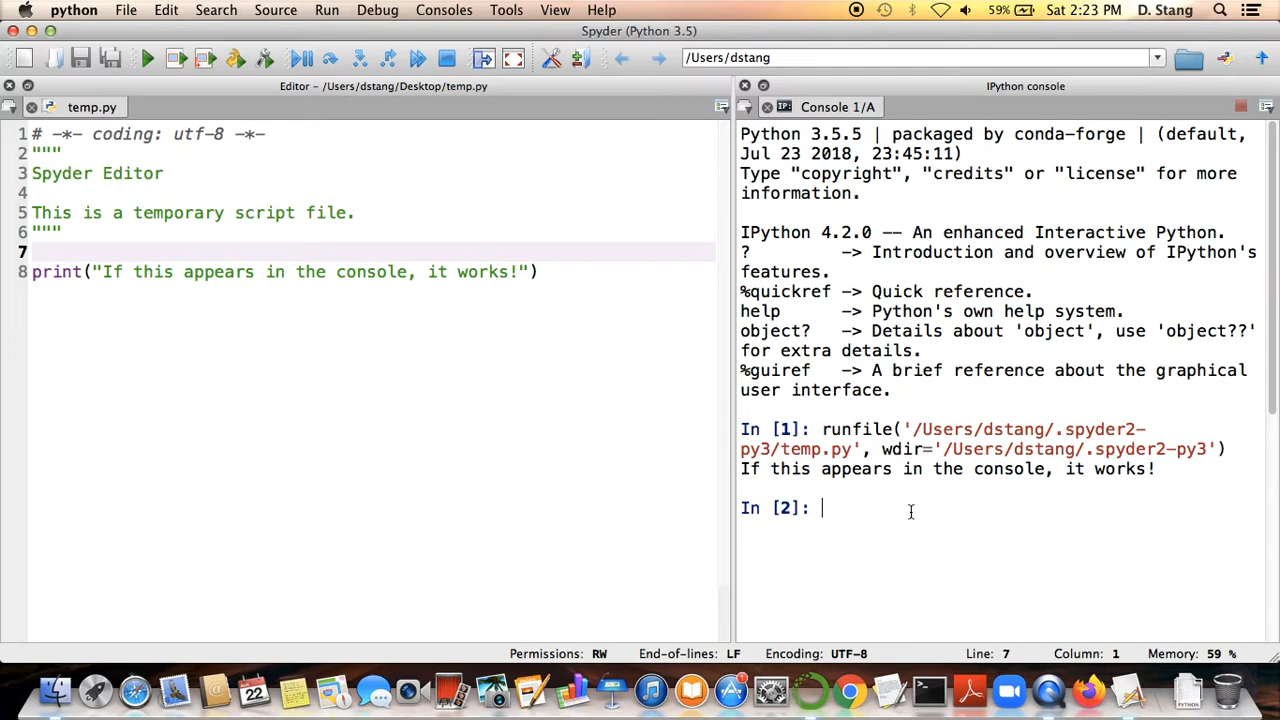 python File Edit Search Source Run Debug Consoles Tools View Help 59% Sat 2:23 PM D. Stang
Spyder (Python 3.5)
/Users/dstang
Editor - /Users/dstang/Desktop/temp.py
temp.py
1 # -*- coding: utf-8 -*-
2 """
3 Spyder Editor
4
5 This is a temporary script file.
6 """
7
8 print("If this appears in the console, it works!")
IPython console
IP: Console 1/A
Python 3.5.5 | packaged by conda-forge | (default,
Jul 23 2018, 23:45:11)
Type "copyright", "credits" or "license" for more
information.
IPython 4.2.0 -- An enhanced Interactive Python.
? -> Introduction and overview of IPython's
features.
%quickref -> Quick reference.
help -> Python's own help system.
object? -> Details about 'object', use 'object??'
for extra details.
%guiref -> A brief reference about the graphical
user interface.
In [1]: runfile('/Users/dstang/.spyder2-
py3/temp.py', wdir='/Users/dstang/.spyder2-py3')
If this appears in the console, it works!
In [2]:
Permissions: RW End-of-lines: LF Encoding: UTF-8 Line: 7 Column: 1 Memory: 59 %
22
PYTHON